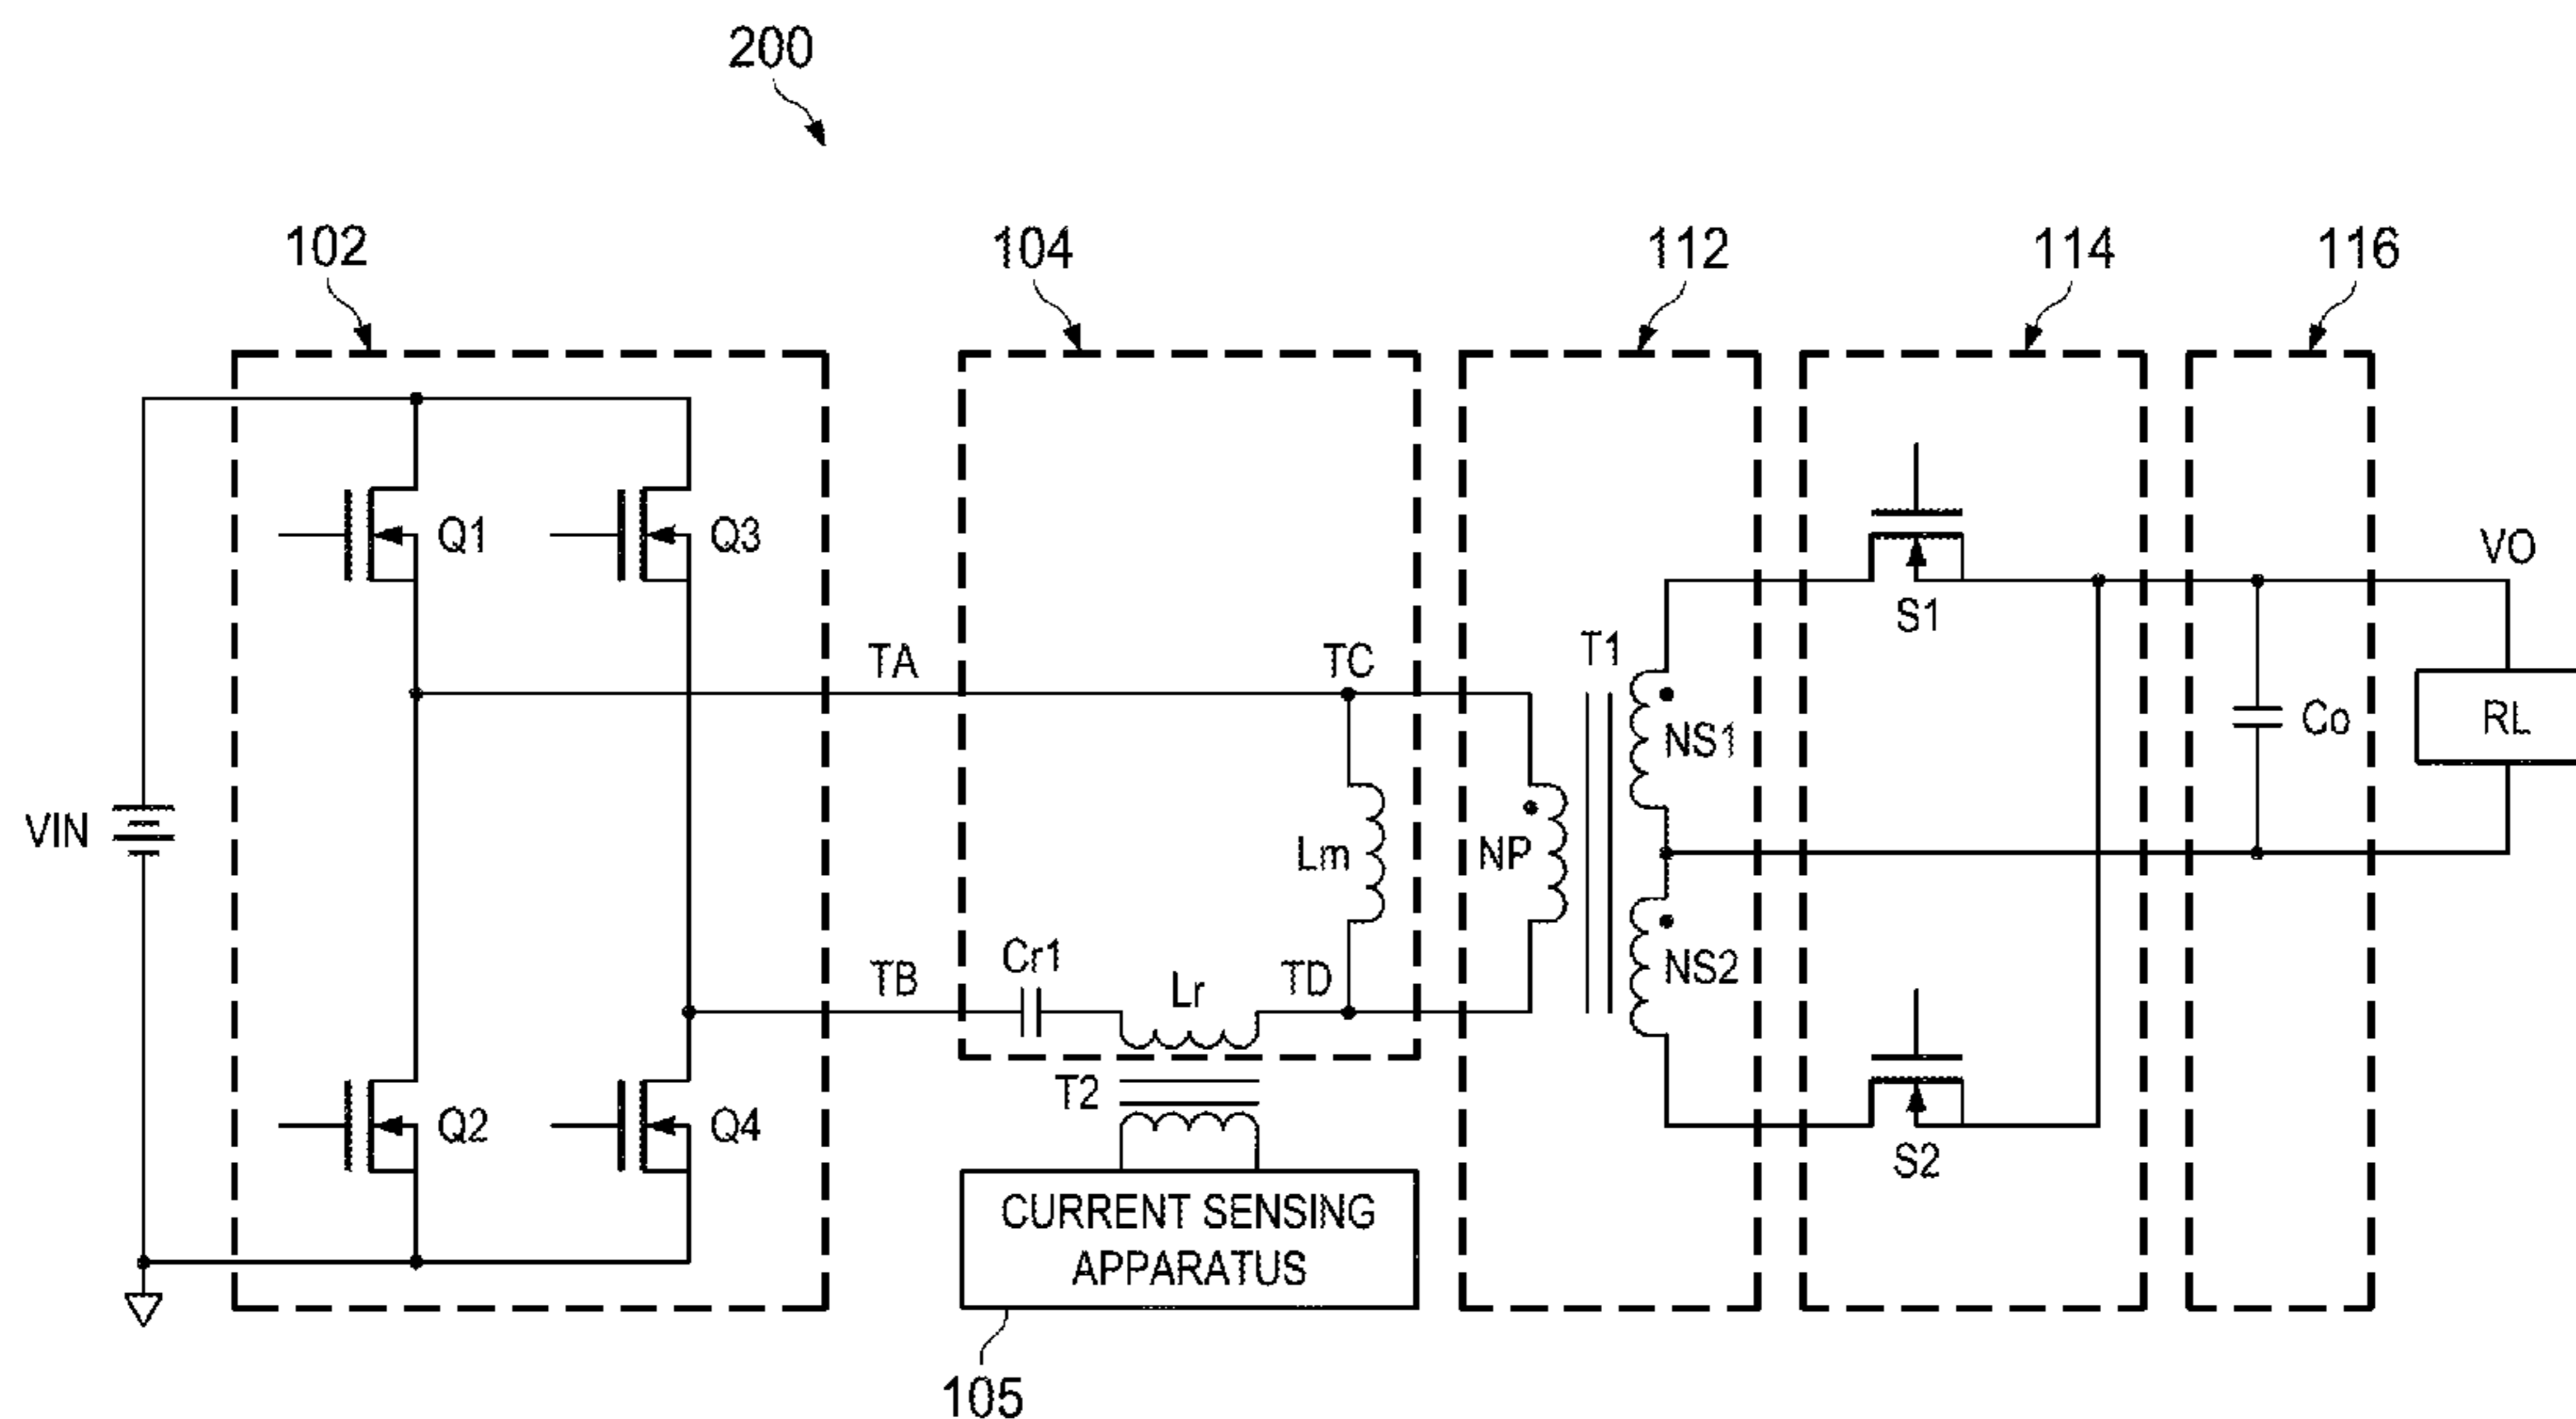 200
102
104
112
114
116
Q1
Q3
VO
S1
TA
TC
T1
NS1
Co
RL
VIN
Lm
NP
Cr1
TB
Lr
TD
NS2
T2
Q2
Q4
S2
CURRENT SENSING
APPARATUS
105